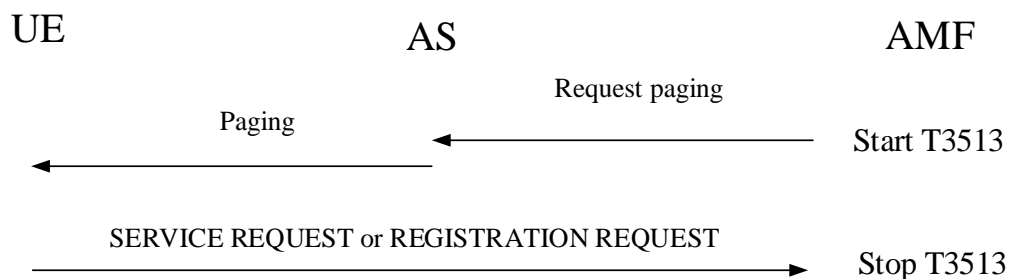 UE AS AMF
Request paging
Paging
Start T3513
SERVICE REQUEST or REGISTRATION REQUEST
Stop T3513